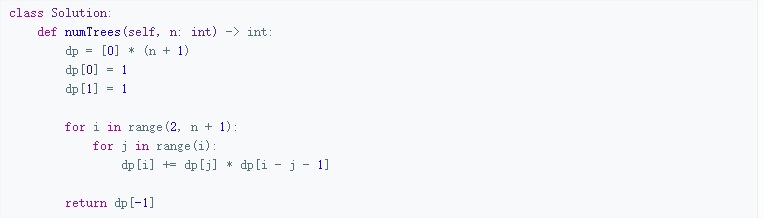 class Solution:
    def numTrees(self, n: int) -> int:
        dp = [0] * (n + 1)
        dp[0] = 1
        dp[1] = 1

        for i in range(2, n + 1):
            for j in range(i):
                dp[i] += dp[j] * dp[i - j - 1]

        return dp[-1]